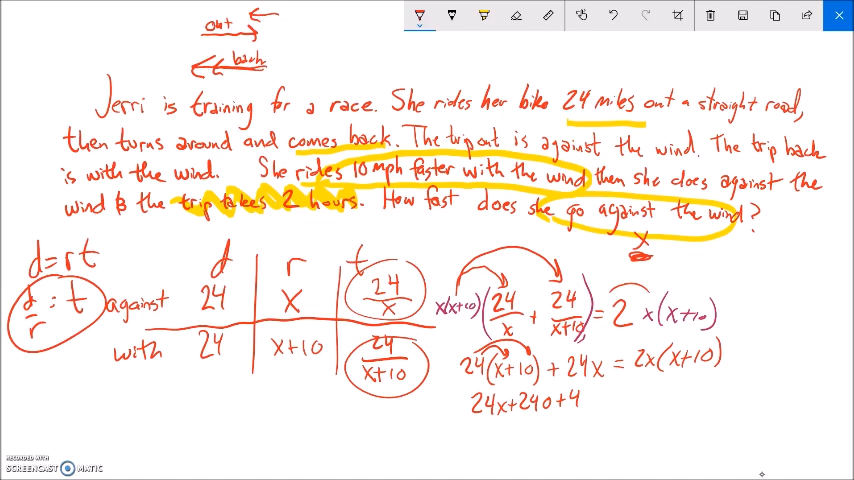 out
back
Jerri is training for a race. She rides her bike 24 miles out a straight road,
then turns around and comes back. The trip out is against the wind. The trip back
is with the wind. She rides 10 mph faster with the wind then she does against the
wind & the trip takes 2 hours. How fast does she go against the wind?
x
d=rt
d r t
d/r = t
against 24 x 24/x
with 24 x+10 24/(x+10)
x(x+10)(24/x + 24/(x+10)) = 2 x(x+10)
24(x+10) + 24x = 2x(x+10)
24x+240+4
RECORDED WITH
SCREENCAST MATIC